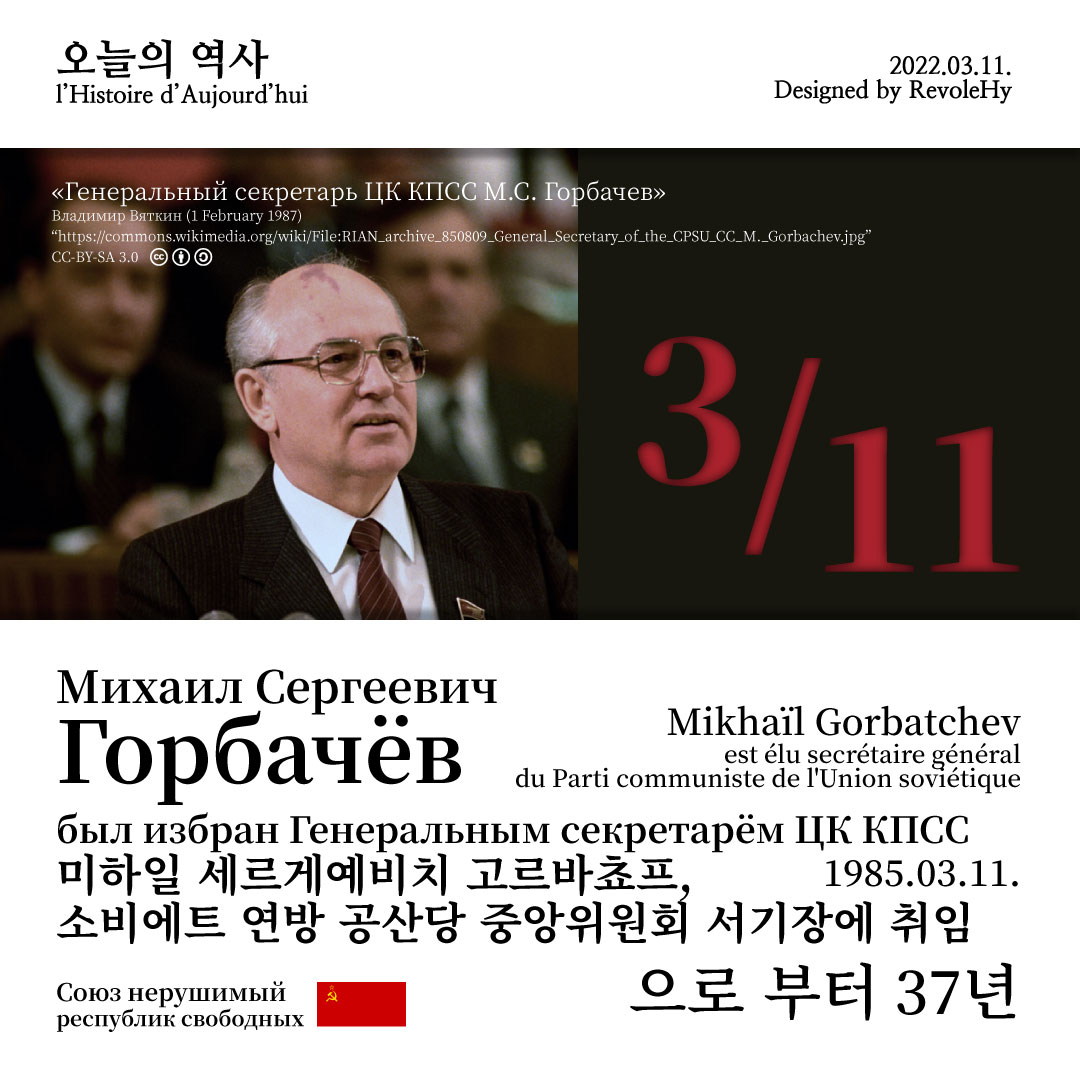 오늘의 역사
l’Histoire d’Aujourd’hui
2022.03.11.
Designed by RevoleHy
«Генеральный секретарь ЦК КПСС М.С. Горбачев»
Владимир Вяткин (1 February 1987)
“https://commons.wikimedia.org/wiki/File:RIAN_archive_850809_General_Secretary_of_the_CPSU_CC_M._Gorbachev.jpg”
CC-BY-SA 3.0
3/11
Михаил Сергеевич
Горбачёв
Mikhaïl Gorbatchev
est élu secrétaire général
du Parti communiste de l'Union soviétique
был избран Генеральным секретарём ЦК КПСС
미하일 세르게예비치 고르바쵸프,
1985.03.11.
소비에트 연방 공산당 중앙위원회 서기장에 취임
으로 부터 37년
Союз нерушимый
республик свободных